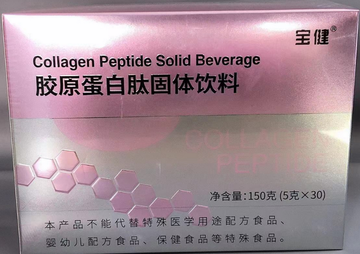 宝健®
Collagen Peptide Solid Beverage
胶原蛋白肽固体饮料
COLLAGEN
PEPTIDE
净含量:150克 (5克×30)
本产品不能代替特殊医学用途配方食品、
婴幼儿配方食品、保健食品等特殊食品。